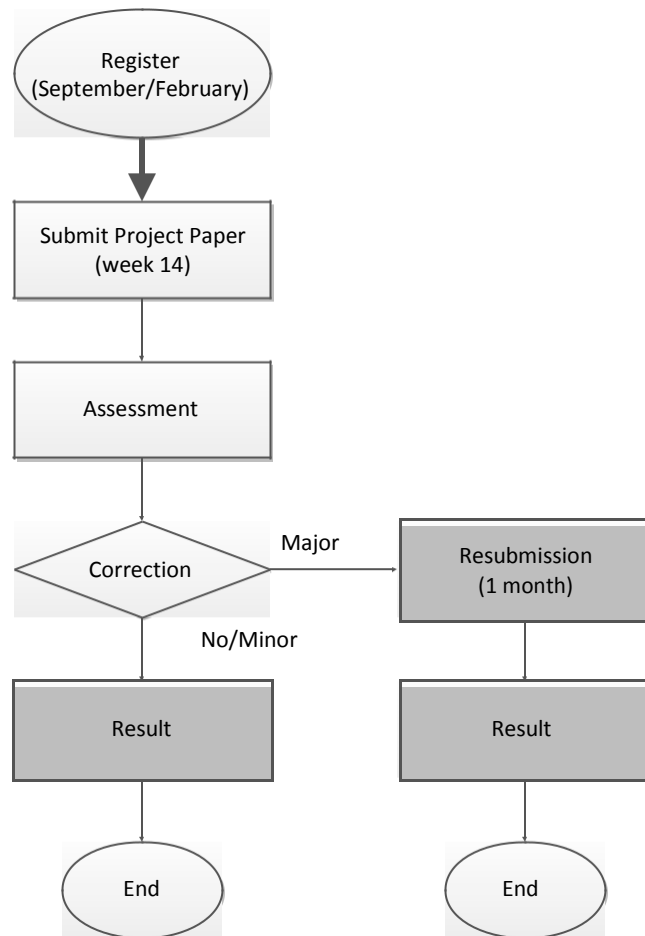 Register
(September/February)
Submit Project Paper
(week 14)
Assessment
Correction
Major
Resubmission
(1 month)
No/Minor
Result
Result
End
End